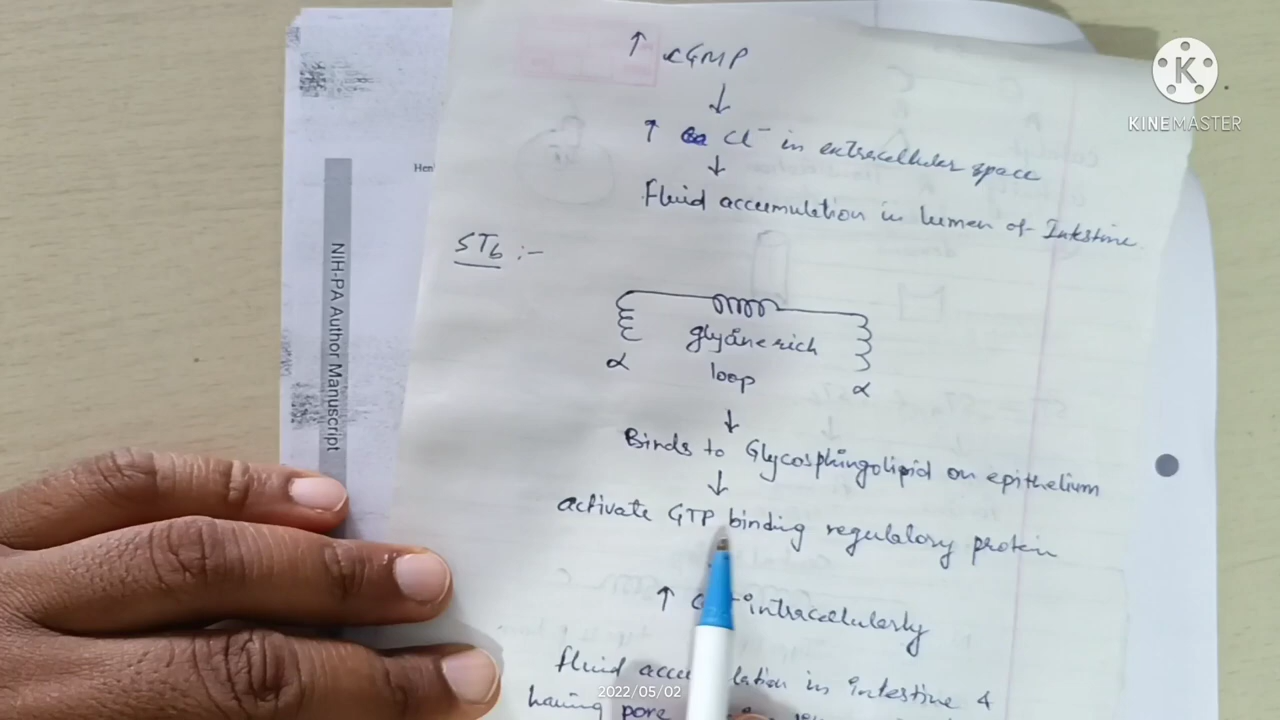 ↑ cGMP
↓
↑ Cl⁻ in extracellular space
↓
Fluid accumulation in lumen of Intestine
STb :-
glycine rich
loop
α
α
↓
Binds to Glycosphingolipid on epithelium
↓
activate GTP binding regulatory protein
↑ intracellularly
fluid in intestine &
having pore
Hen
NIH-PA Author Manuscript
K
KINEMASTER
2022/05/02